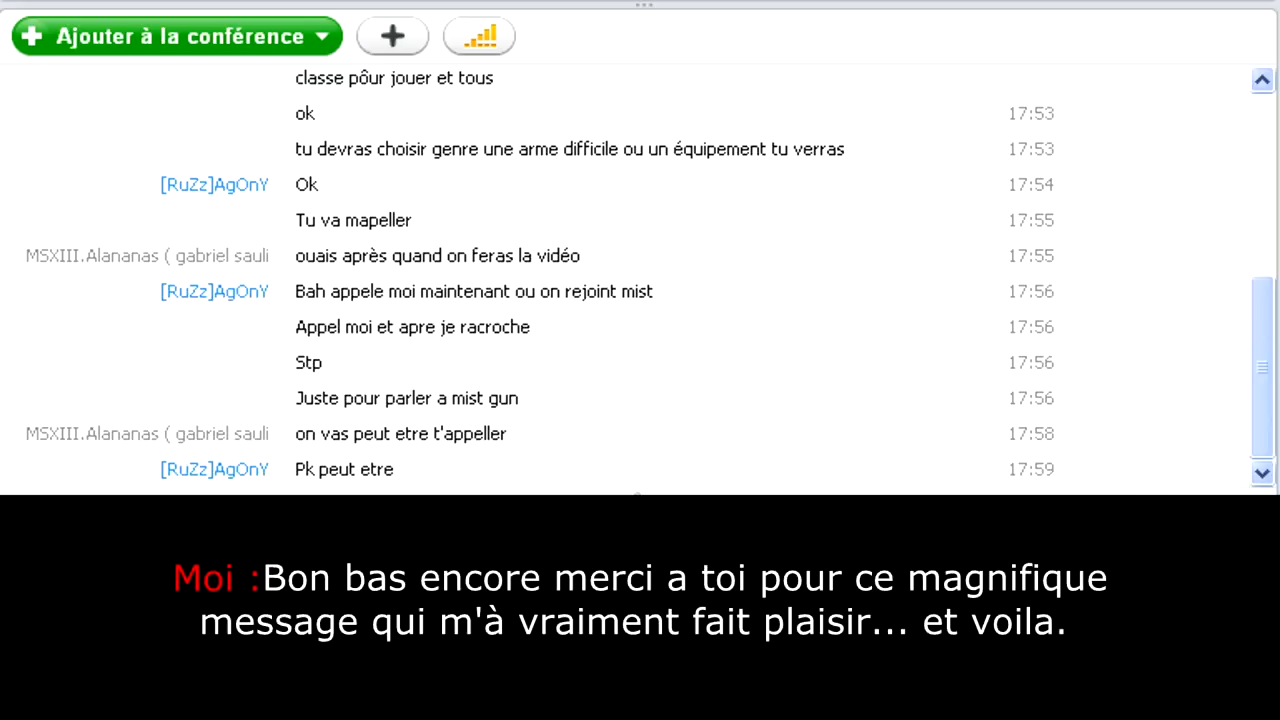 Ajouter à la conférence
classe pôur jouer et tous
ok 17:53
tu devras choisir genre une arme difficile ou un équipement tu verras 17:53
[RuZz]AgOnY Ok 17:54
Tu va mapeller 17:55
MSXIII.Alananas ( gabriel sauli ouais après quand on feras la vidéo 17:55
[RuZz]AgOnY Bah appele moi maintenant ou on rejoint mist 17:56
Appel moi et apre je racroche 17:56
Stp 17:56
Juste pour parler a mist gun 17:56
MSXIII.Alananas ( gabriel sauli on vas peut etre t'appeller 17:58
[RuZz]AgOnY Pk peut etre 17:59
Moi :Bon bas encore merci a toi pour ce magnifique
message qui m'à vraiment fait plaisir... et voila.